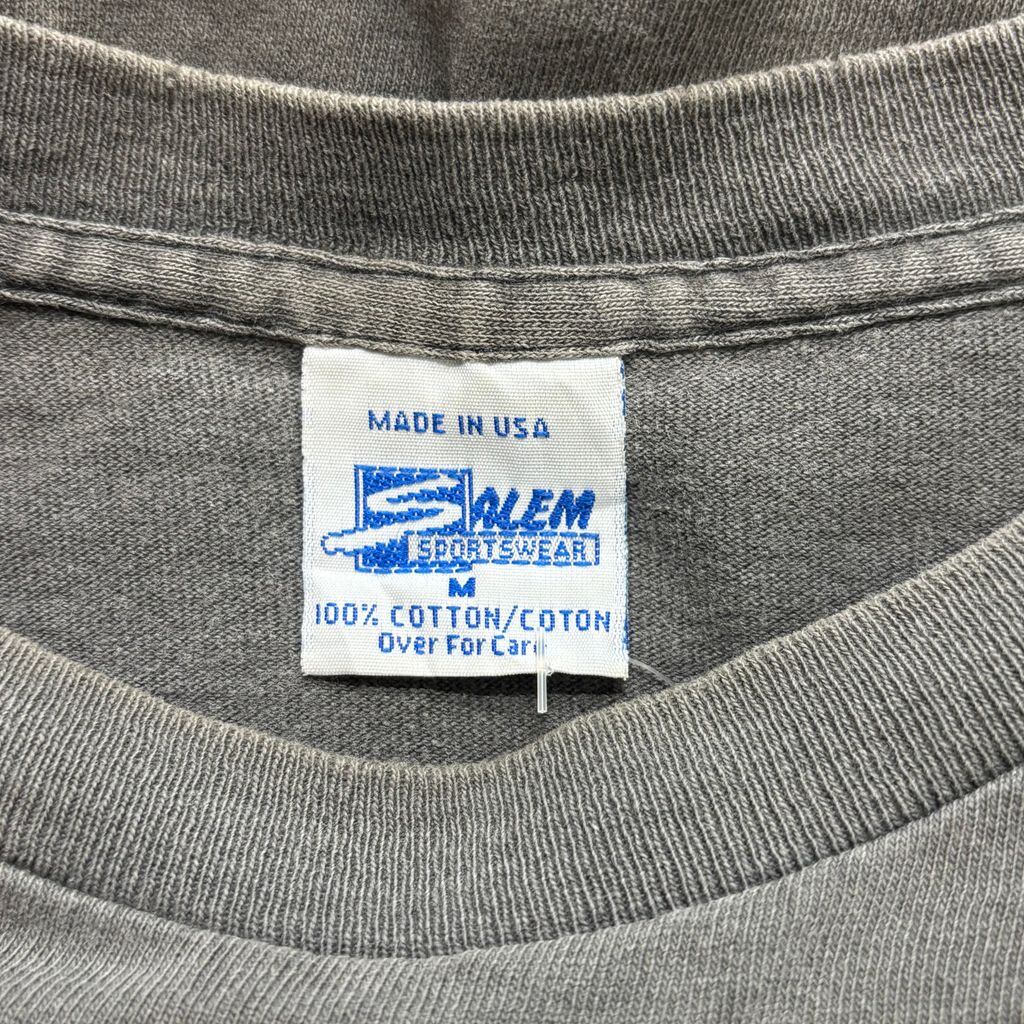 MADE IN USA
SALEM
SPORTSWEAR
M
100% COTTON/COTON
Over For Care